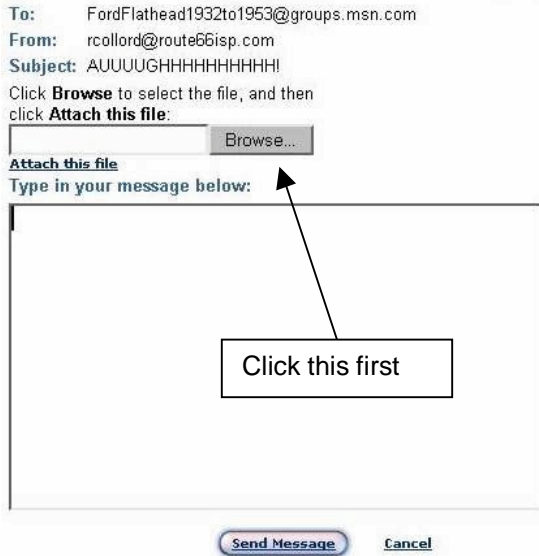 To: FordFlathead1932to1953@groups.msn.com
From: rcollord@route66isp.com
Subject: AUUUUGHHHHHHHHHH!
Click Browse to select the file, and then
click Attach this file:
Browse...
Attach this file
Type in your message below:
Click this first
Send Message Cancel